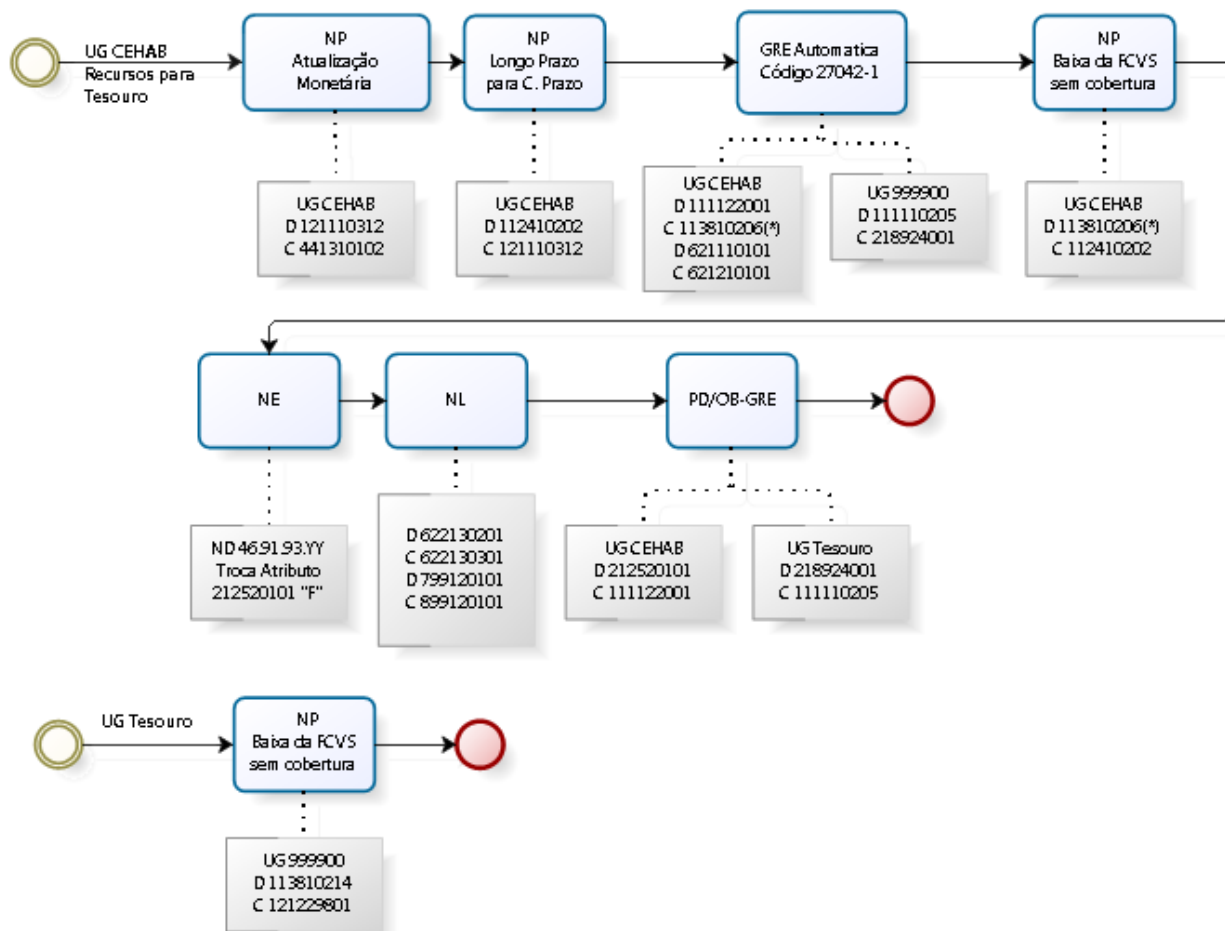 UG CEHAB
Recursos para
Tesouro
NP
Atualização
Monetária
NP
Longo Prazo
para C. Prazo
GRE Automatica
Código 27042-1
NP
Baixa da FCVS
sem cobertura
UG CEHAB
D 121110312
C 441310102
UG CEHAB
D 112410202
C 121110312
UG CEHAB
D 111122001
C 113810206(*)
D 621110101
C 621210101
UG 999900
D 111110205
C 218924001
UG CEHAB
D 113810206(*)
C 112410202
NE
NL
PD/OB-GRE
ND 46.91.93.YY
Troca Atributo
212520101 "F"
D 622130201
C 622130301
D 799120101
C 899120101
UG CEHAB
D 212520101
C 111122001
UG Tesouro
D 218924001
C 111110205
UG Tesouro
NP
Baixa da FCVS
sem cobertura
UG 999900
D 113810214
C 121229801